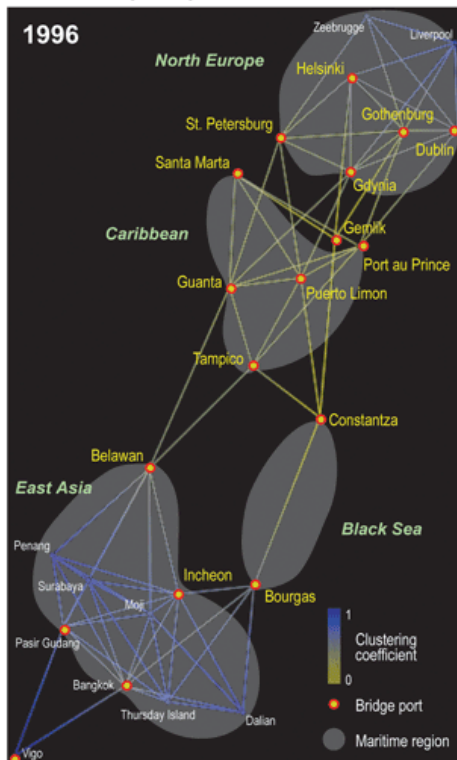 1996
Zeebrugge
Liverpool
North Europe
Helsinki
Gothenburg
St. Petersburg
Dublin
Santa Marta
Gdynia
Caribbean
Gemlik
Port au Prince
Guanta
Puerto Limon
Tampico
Constantza
Belawan
East Asia
Black Sea
Penang
Surabaya
Incheon
Moji
Bourgas
Pasir Gudang
1
Clustering
coefficient
0
Bangkok
Bridge port
Thursday Island
Dalian
Maritime region
Vigo